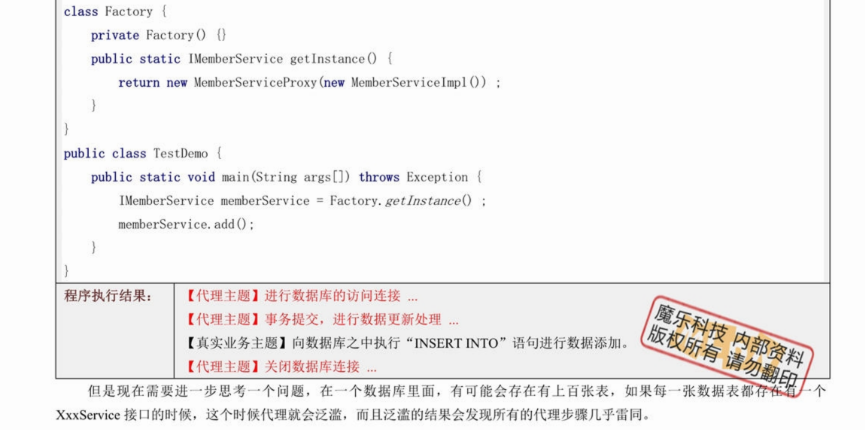 class Factory {
private Factory() {}
public static IMemberService getInstance() {
return new MemberServiceProxy(new MemberServiceImpl()) ;
}
}
public class TestDemo {
public static void main(String args[]) throws Exception {
IMemberService memberService = Factory.getInstance() ;
memberService.add();
}
}
程序执行结果： 【代理主题】进行数据库的访问连接 ...
【代理主题】事务提交，进行数据更新处理 ...
【真实业务主题】向数据库之中执行“INSERT INTO”语句进行数据添加。
【代理主题】关闭数据库连接 ...
魔乐科技 内部资料
版权所有 请勿翻印
但是现在需要进一步思考一个问题，在一个数据库里面，有可能会存在有上百张表，如果每一张数据表都存在有一个
XxxService 接口的时候，这个时候代理就会泛滥，而且泛滥的结果会发现所有的代理步骤几乎雷同。